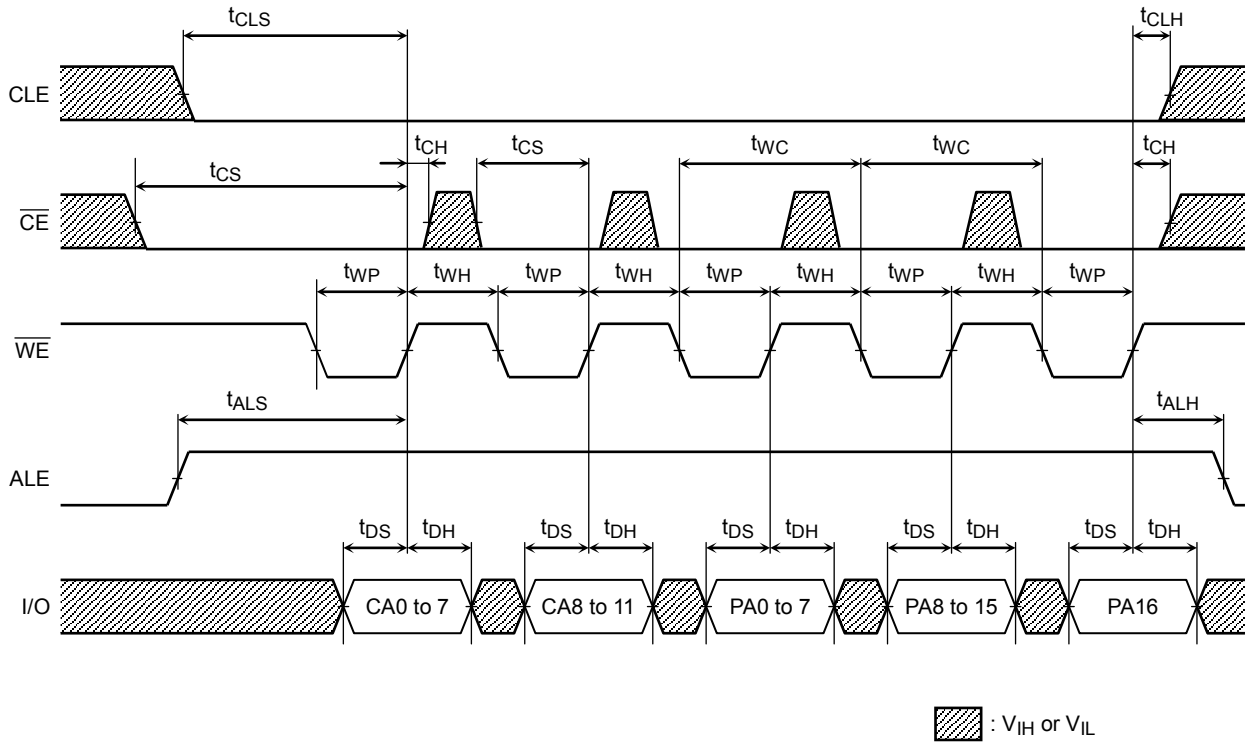 tCLS tCLH
CLE
tCH tCS tWC tWC tCH
tCS
CE
tWP tWH tWP tWH tWP tWH tWP tWH tWP
WE
tALS tALH
ALE
tDS tDH tDS tDH tDS tDH tDS tDH tDS tDH
I/O CA0 to 7 CA8 to 11 PA0 to 7 PA8 to 15 PA16
: VIH or VIL